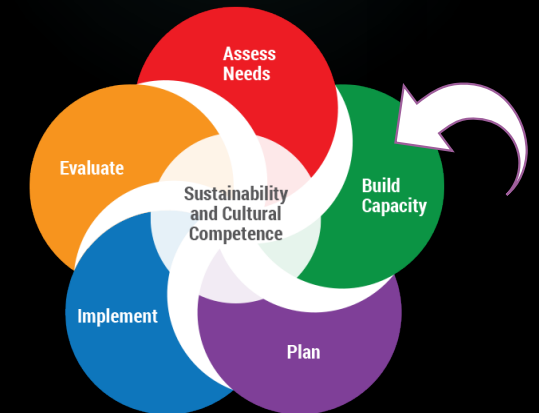 Assess
Needs
Build
Capacity
Plan
Implement
Evaluate
Sustainability
and Cultural
Competence